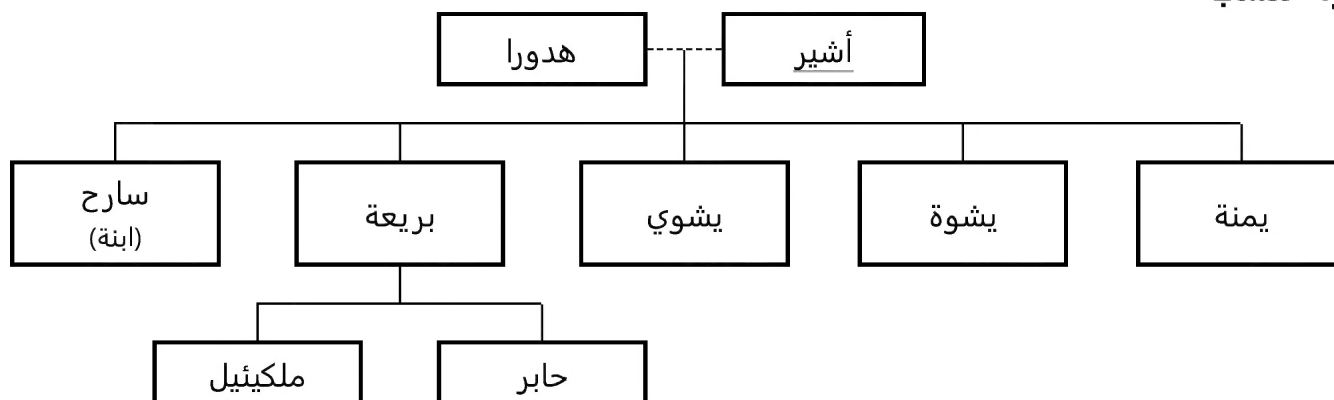 أشير
هدورا
يمنة
يشوة
يشوي
بريعة
سارح
(ابنة)
حابر
ملكيئيل